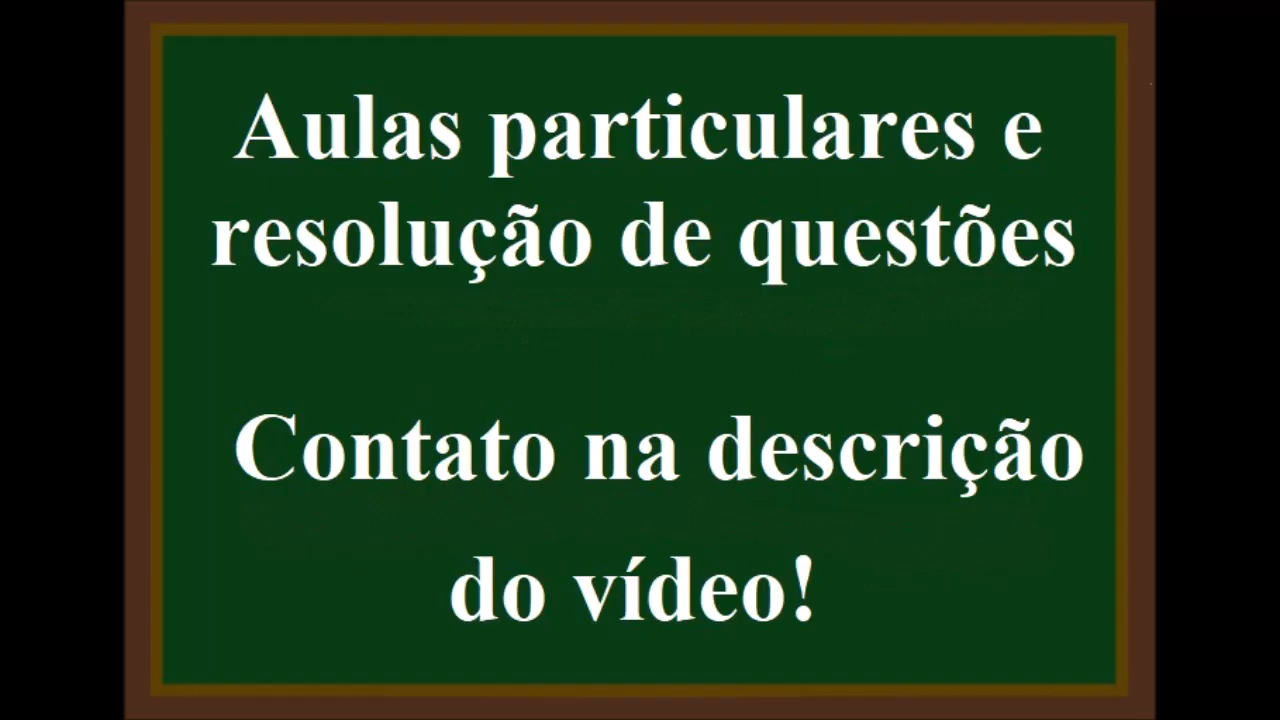 Aulas particulares e
resolução de questões
Contato na descrição
do vídeo!